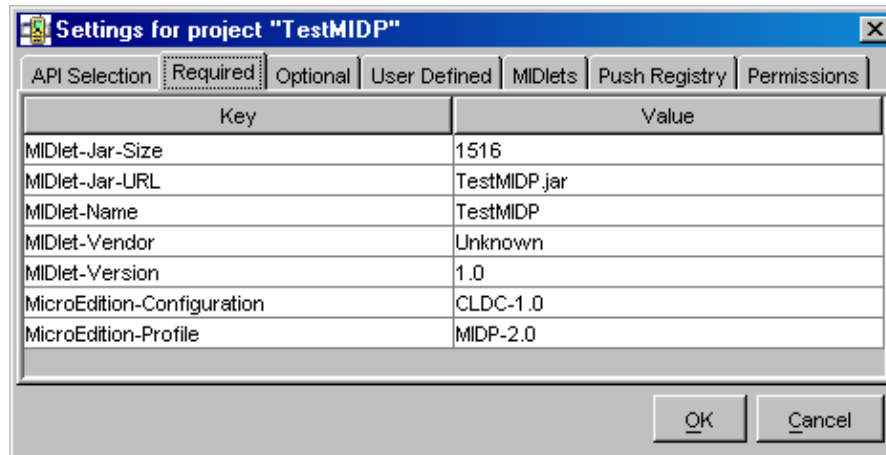 Settings for project "TestMIDP"
API Selection Required Optional User Defined MIDlets Push Registry Permissions
Key Value
MIDlet-Jar-Size 1516
MIDlet-Jar-URL TestMIDP.jar
MIDlet-Name TestMIDP
MIDlet-Vendor Unknown
MIDlet-Version 1.0
MicroEdition-Configuration CLDC-1.0
MicroEdition-Profile MIDP-2.0
OK Cancel